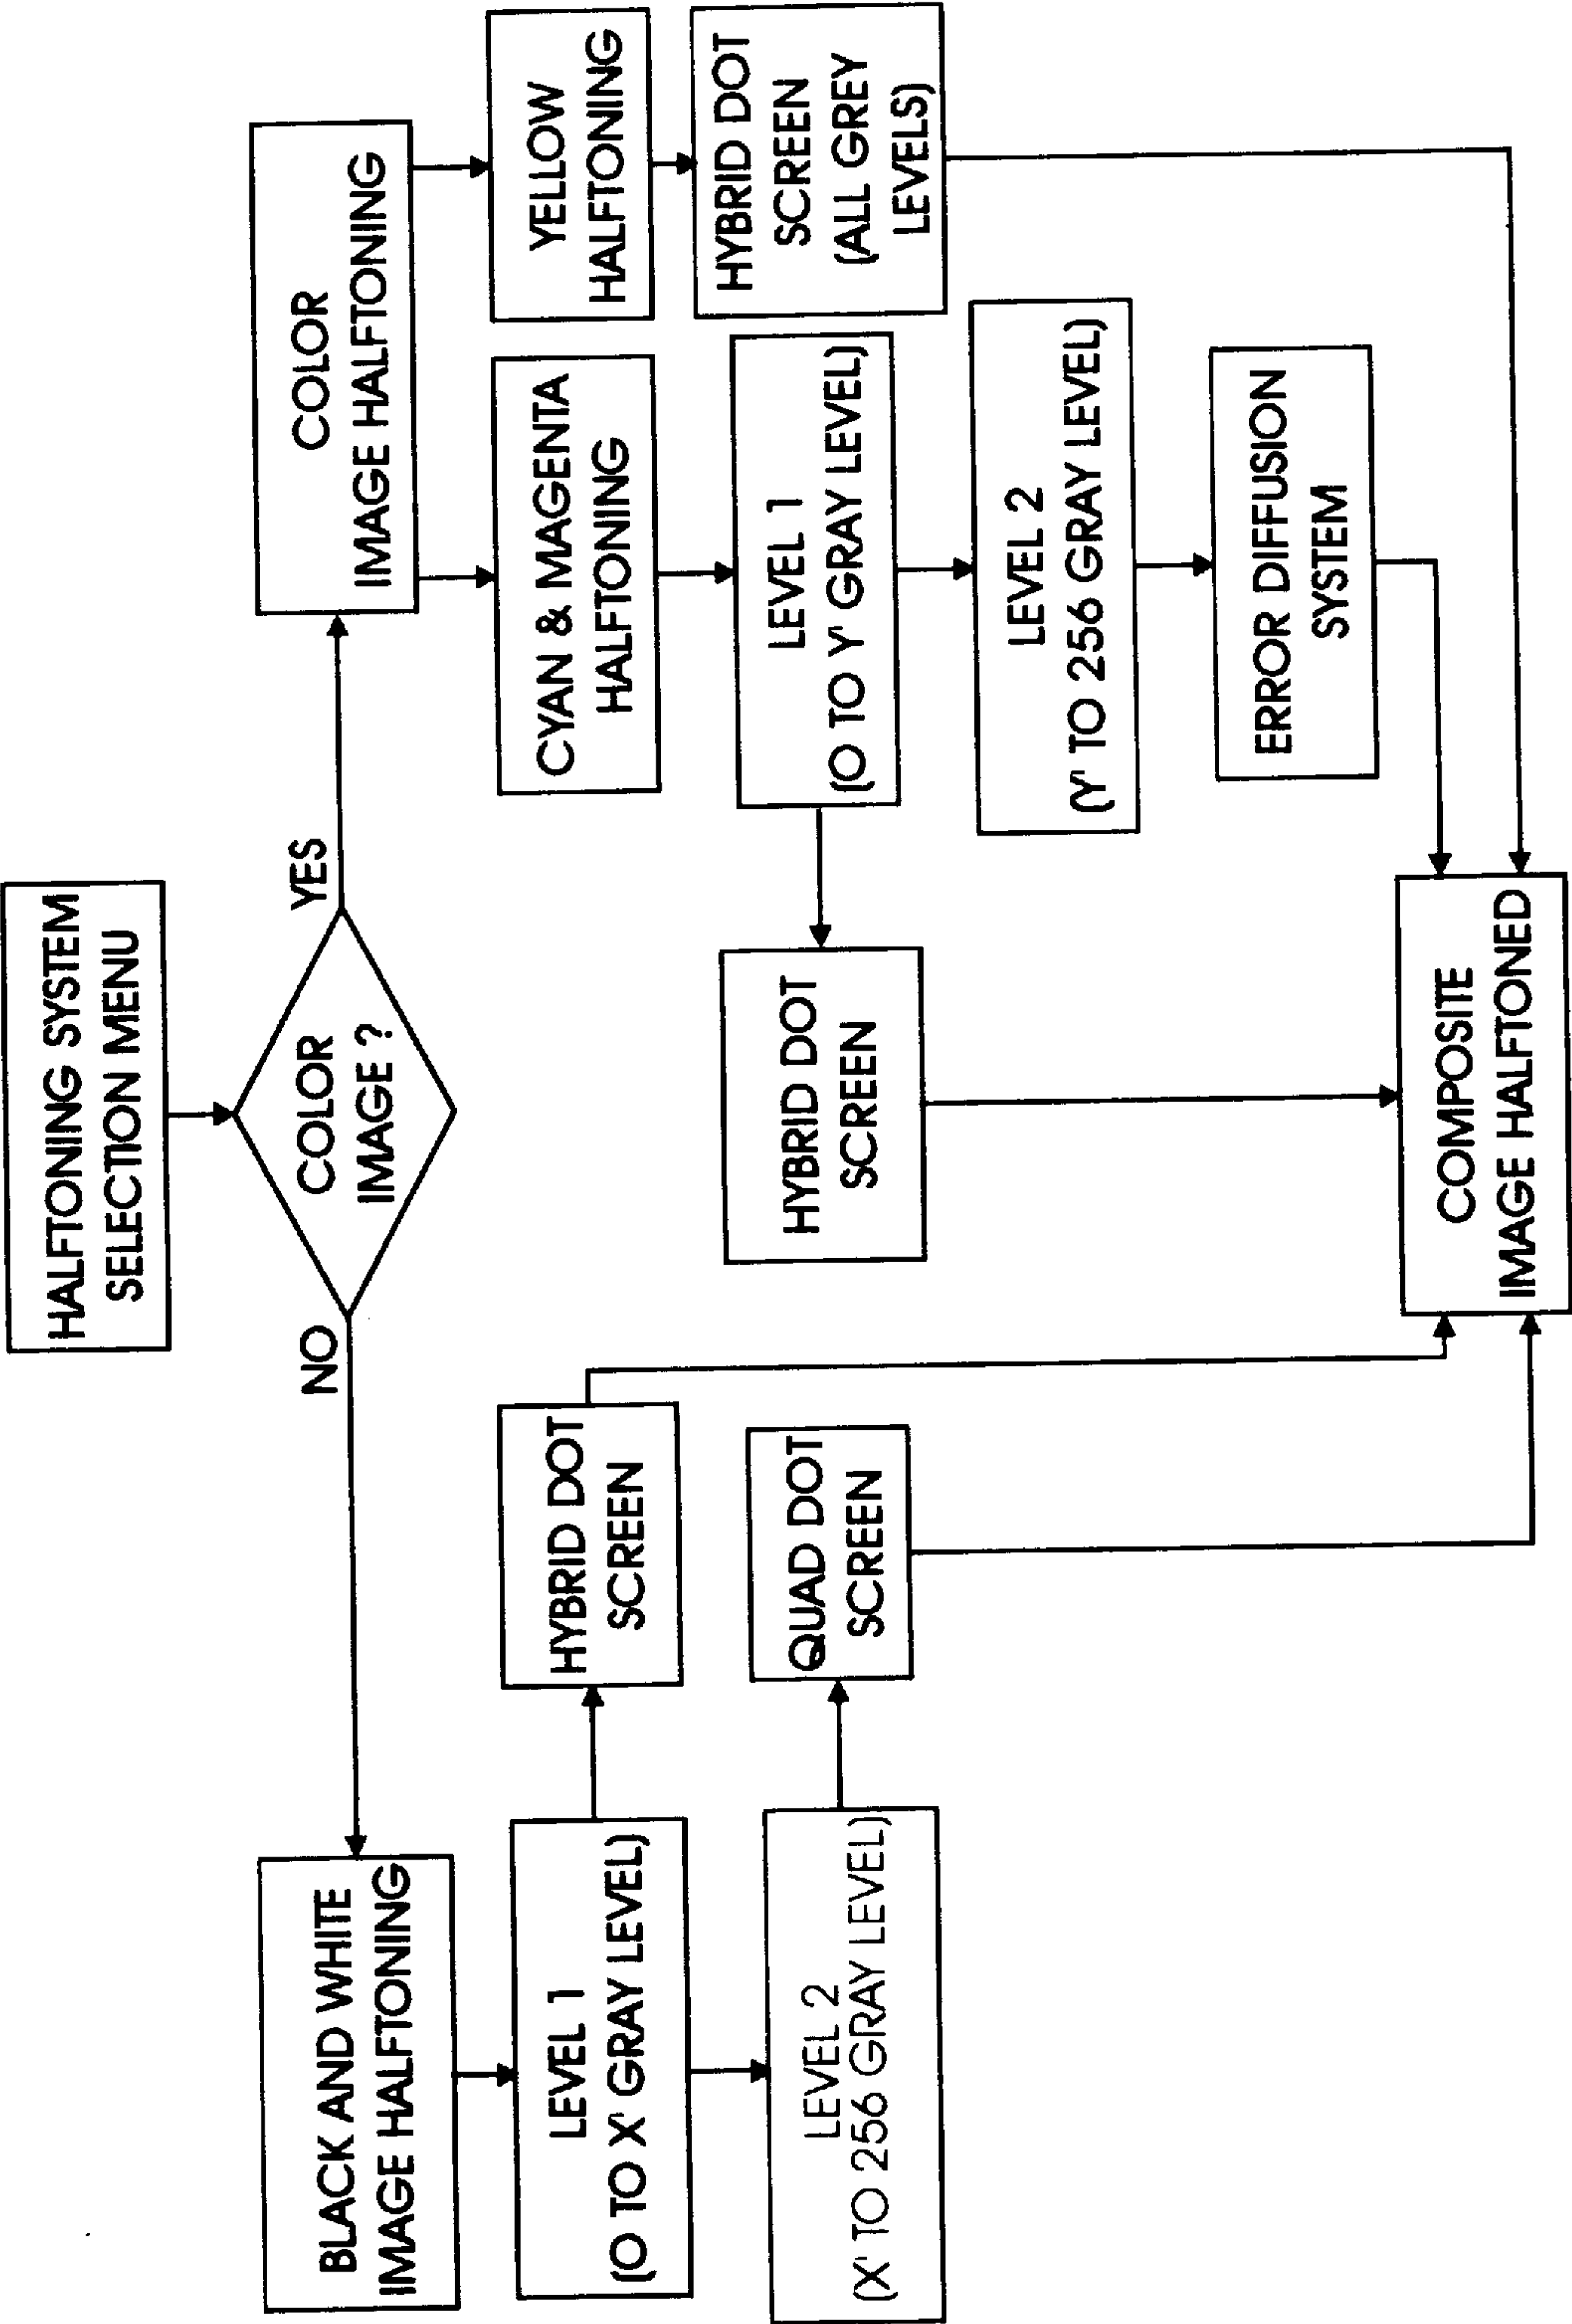 HALFTONING SYSTEM
SELECTION MENU
COLOR
IMAGE ?
NO
YES
BLACK AND WHITE
IMAGE HALFTONING
LEVEL 1
(O TO X' GRAY LEVEL)
HYBRID DOT
SCREEN
LEVEL 2
(X' TO 256 GRAY LEVEL)
QUAD DOT
SCREEN
COLOR
IMAGE HALFTONING
CYAN & MAGENTA
HALFTONING
YELLOW
HALFTONING
LEVEL 1
(O TO Y' GRAY LEVEL)
HYBRID DOT
SCREEN
HYBRID DOT
SCREEN
(ALL GREY
LEVELS)
LEVEL 2
(Y' TO 256 GRAY LEVEL)
ERROR DIFFUSION
SYSTEM
COMPOSITE
IMAGE HALFTONED